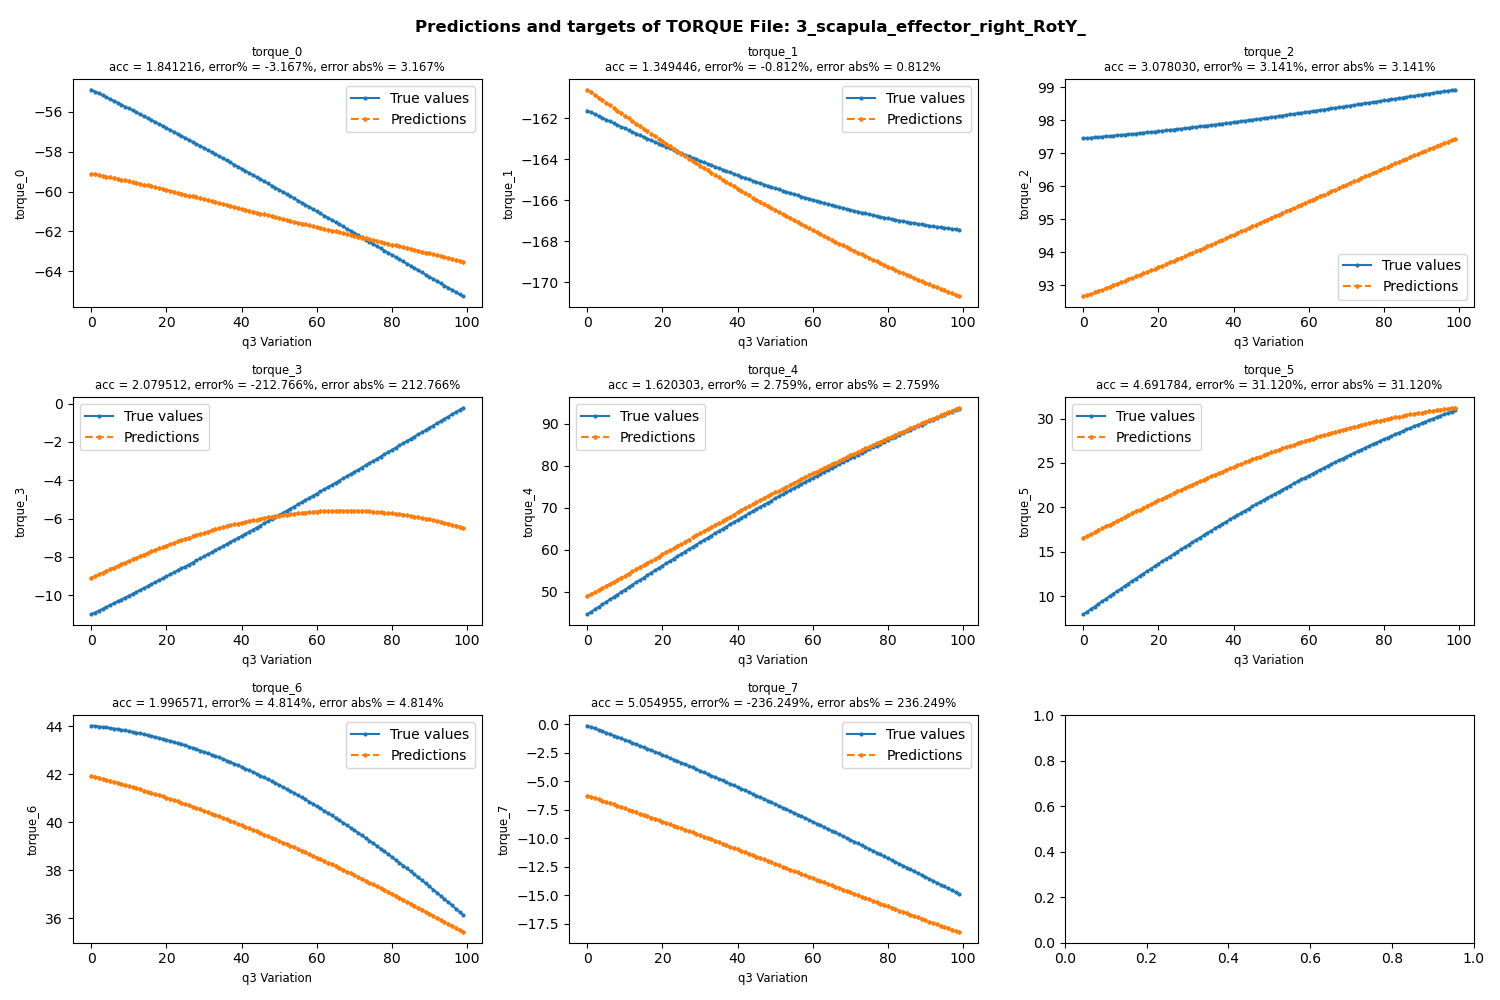 Predictions and targets of TORQUE File: 3_scapula_effector_right_RotY_
torque_0
acc = 1.841216, error% = -3.167%, error abs% = 3.167%
True values
Predictions
−56
−58
−60
−62
−64
torque_0
0 20 40 60 80 100
q3 Variation
torque_1
acc = 1.349446, error% = -0.812%, error abs% = 0.812%
True values
Predictions
−162
−164
−166
−168
−170
torque_1
0 20 40 60 80 100
q3 Variation
torque_2
acc = 3.078030, error% = 3.141%, error abs% = 3.141%
99
98
97
96
95
94
93
torque_2
True values
Predictions
0 20 40 60 80 100
q3 Variation
torque_3
acc = 2.079512, error% = -212.766%, error abs% = 212.766%
True values
Predictions
0
−2
−4
−6
−8
−10
torque_3
0 20 40 60 80 100
q3 Variation
torque_4
acc = 1.620303, error% = 2.759%, error abs% = 2.759%
True values
Predictions
90
80
70
60
50
torque_4
0 20 40 60 80 100
q3 Variation
torque_5
acc = 4.691784, error% = 31.120%, error abs% = 31.120%
True values
Predictions
30
25
20
15
10
torque_5
0 20 40 60 80 100
q3 Variation
torque_6
acc = 1.996571, error% = 4.814%, error abs% = 4.814%
True values
Predictions
44
42
40
38
36
torque_6
0 20 40 60 80 100
q3 Variation
torque_7
acc = 5.054955, error% = -236.249%, error abs% = 236.249%
True values
Predictions
0.0
−2.5
−5.0
−7.5
−10.0
−12.5
−15.0
−17.5
torque_7
0 20 40 60 80 100
q3 Variation
1.0
0.8
0.6
0.4
0.2
0.0
0.0 0.2 0.4 0.6 0.8 1.0